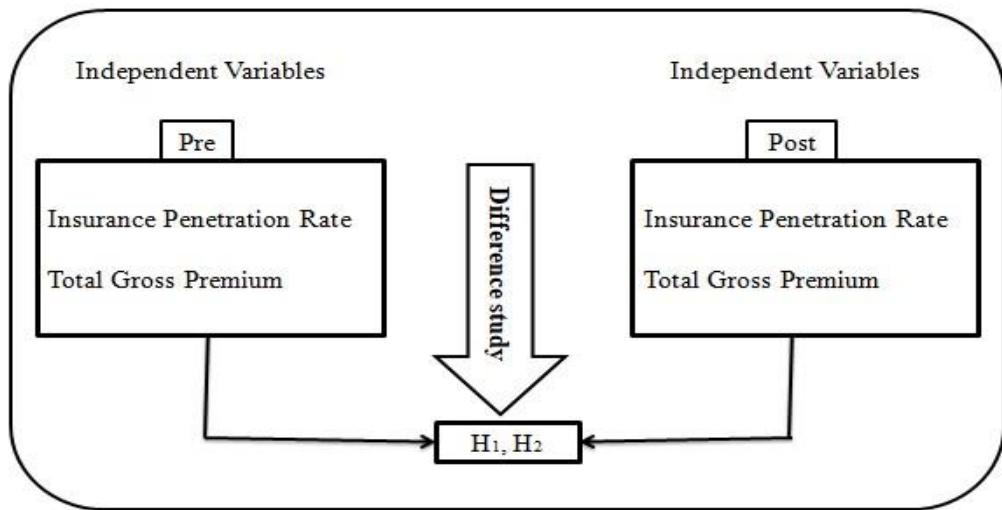 Independent Variables
Pre
Insurance Penetration Rate
Total Gross Premium
Independent Variables
Post
Insurance Penetration Rate
Total Gross Premium
Difference study
H1, H2